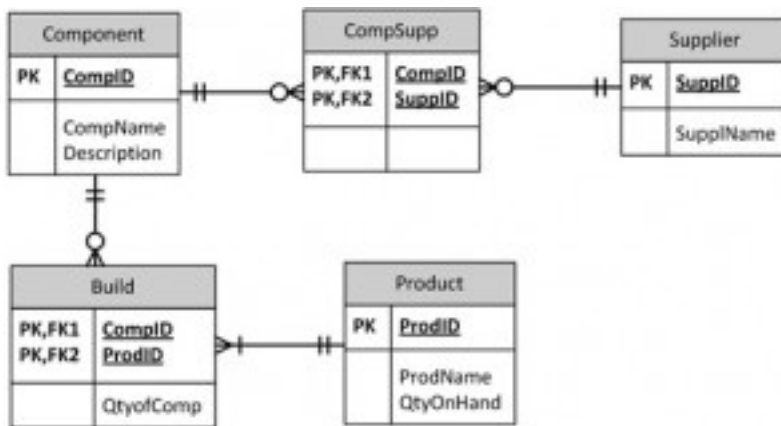 Component
PK CompID
CompName
Description
CompSupp
PK,FK1 CompID
PK,FK2 SuppID
Supplier
PK SuppID
SupplName
Build
PK,FK1 CompID
PK,FK2 ProdID
QtyofComp
Product
PK ProdID
ProdName
QtyOnHand